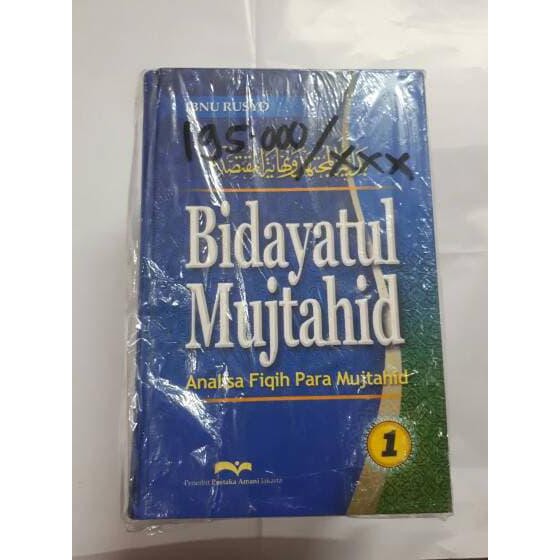 IBNU RUSYD
195.000/xxx
بداية المجتهد ونهاية المقتصد
Bidayatul
Mujtahid
Analisa Fiqih Para Mujtahid
1
Penerbit Pustaka Amani Jakarta